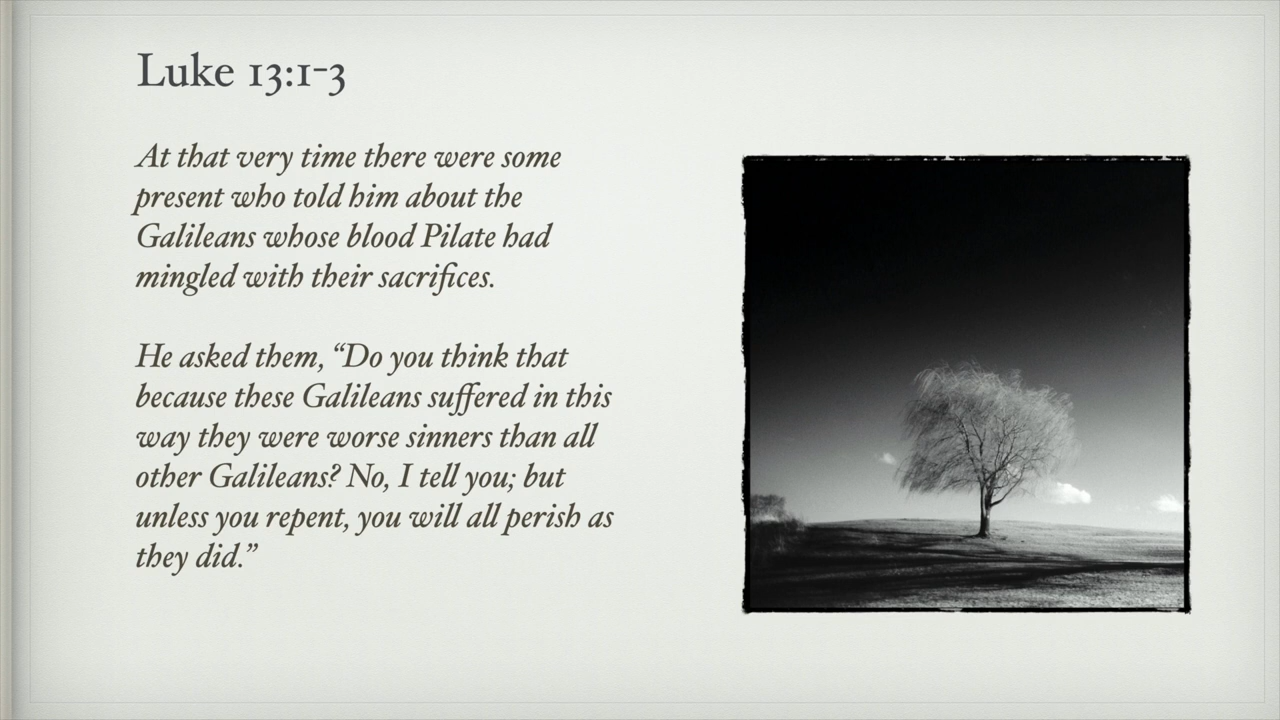 Luke 13:1-3
At that very time there were some
present who told him about the
Galileans whose blood Pilate had
mingled with their sacrifices.
He asked them, “Do you think that
because these Galileans suffered in this
way they were worse sinners than all
other Galileans? No, I tell you; but
unless you repent, you will all perish as
they did.”